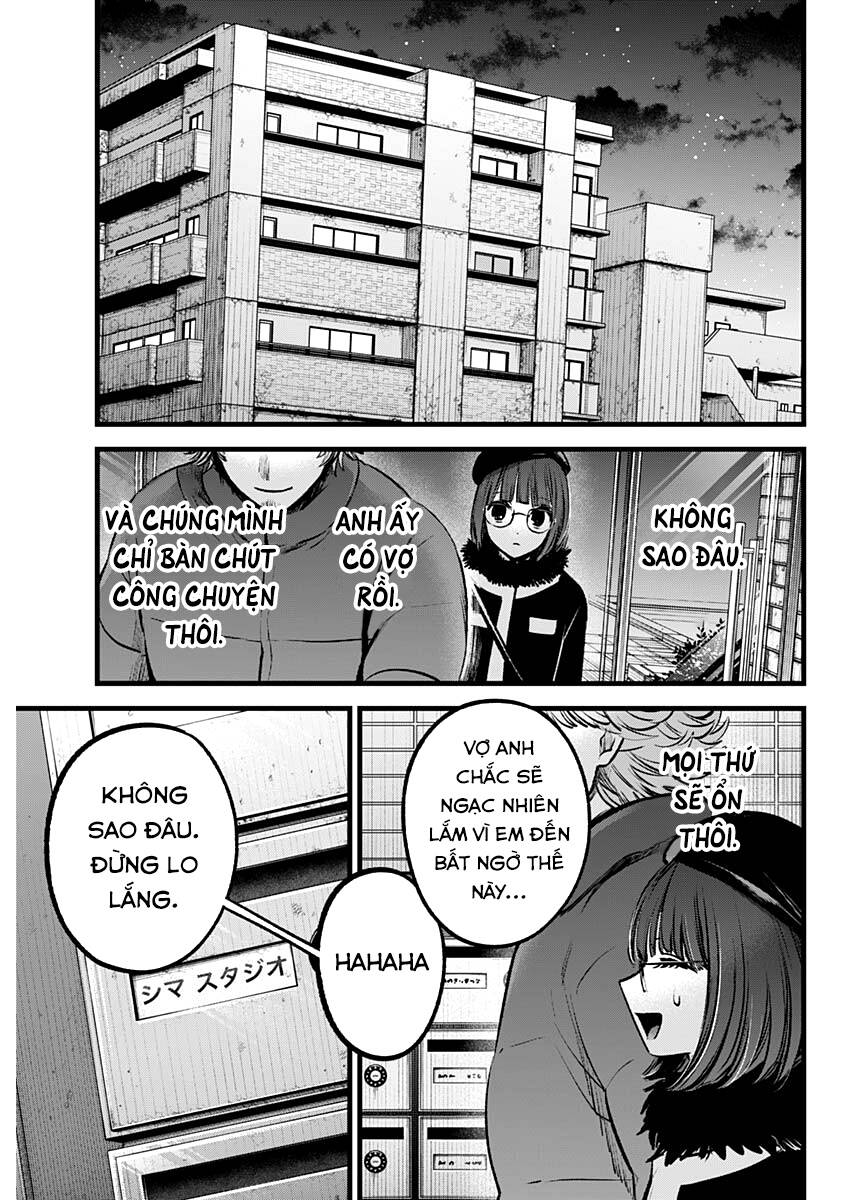 KHÔNG
SAO ĐÂU.
ANH ẤY
CÓ VỢ
RỒI.
VÀ CHÚNG MÌNH
CHỈ BÀN CHÚT
CÔNG CHUYỆN
THÔI.
MỌI THỨ
SẼ ỔN
THÔI.
VỢ ANH
CHẮC SẼ
NGẠC NHIÊN
LẮM VÌ EM ĐẾN
BẤT NGỜ THẾ
NÀY...
HAHAHA
KHÔNG
SAO ĐÂU.
ĐỪNG LO
LẮNG.
シマ スタジオ